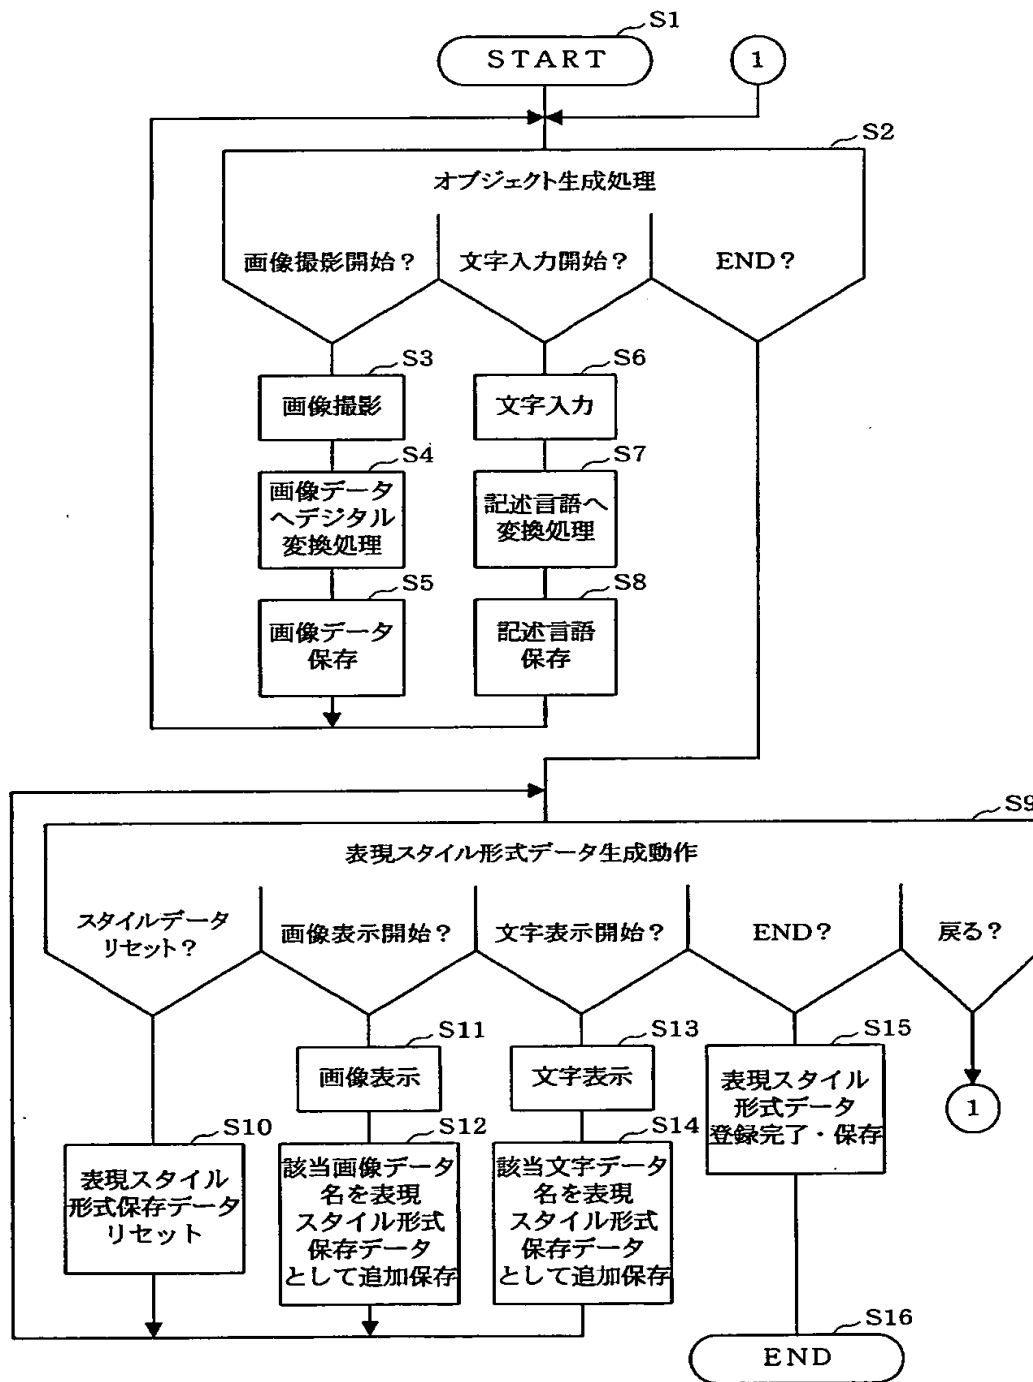 S1
START
1
S2
オブジェクト生成処理
画像撮影開始？
文字入力開始？
END？
S3
画像撮影
S6
文字入力
S4
画像データ
へデジタル
変換処理
S7
記述言語へ
変換処理
S5
画像データ
保存
S8
記述言語
保存
S9
表現スタイル形式データ生成動作
スタイルデータ
リセット？
画像表示開始？
文字表示開始？
END？
戻る？
S11
画像表示
S13
文字表示
S15
表現スタイル
形式データ
登録完了・保存
1
S10
表現スタイル
形式保存データ
リセット
S12
該当画像データ
名を表現
スタイル形式
保存データ
として追加保存
S14
該当文字データ
名を表現
スタイル形式
保存データ
として追加保存
S16
END